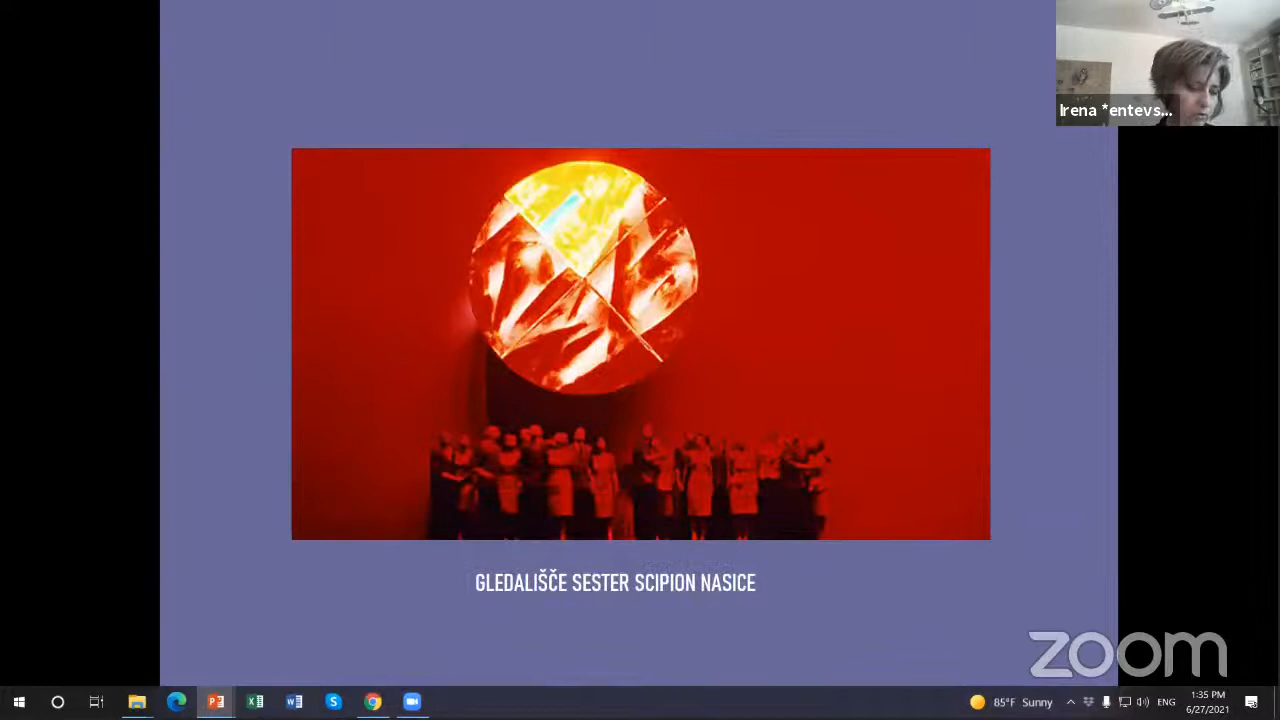 Irena *entevs...
GLEDALIŠČE SESTER SCIPION NASICE
zoom
85°F Sunny
ENG
1:35 PM
6/27/2021